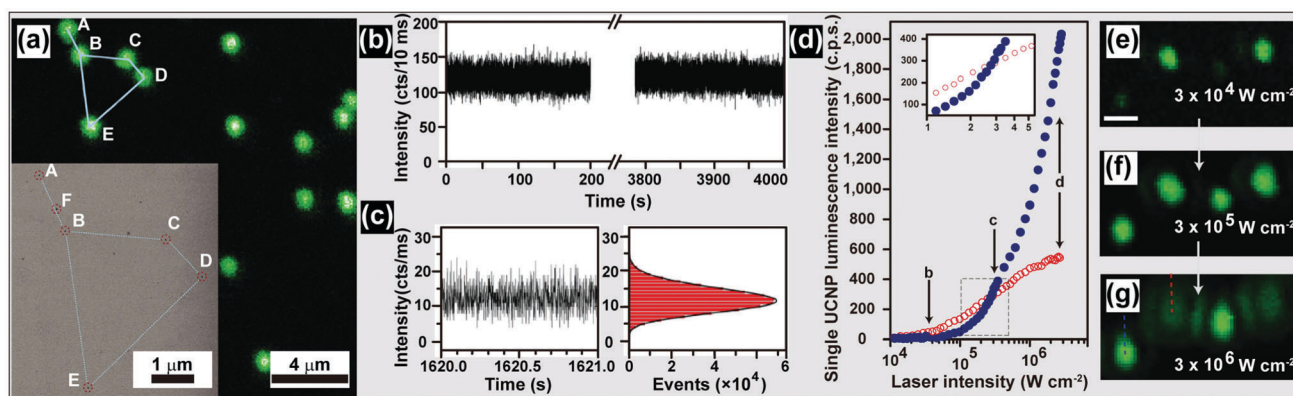 (a)
A
B
C
D
E
A
F
B
C
D
E
1 μm
4 μm
(b)
Intensity (cts/10 ms)
200
150
100
50
0
0 100 200 3800 3900 4000
Time (s)
(c)
Intensity(cts/ms)
30
20
10
0
1620.0 1620.5 1621.0
Time (s)
30
20
10
0
0 2 4 6
Events (×10⁴)
(d)
Single UCNP luminescence intensity (c.p.s.)
2,000
1,800
1,600
1,400
1,200
1,000
800
600
400
200
0
400
300
200
100
1 2 3 4 5
b
c
d
10⁴ 10⁵ 10⁶
Laser intensity (W cm⁻²)
(e)
3 x 10⁴ W cm⁻²
(f)
3 x 10⁵ W cm⁻²
(g)
3 x 10⁶ W cm⁻²